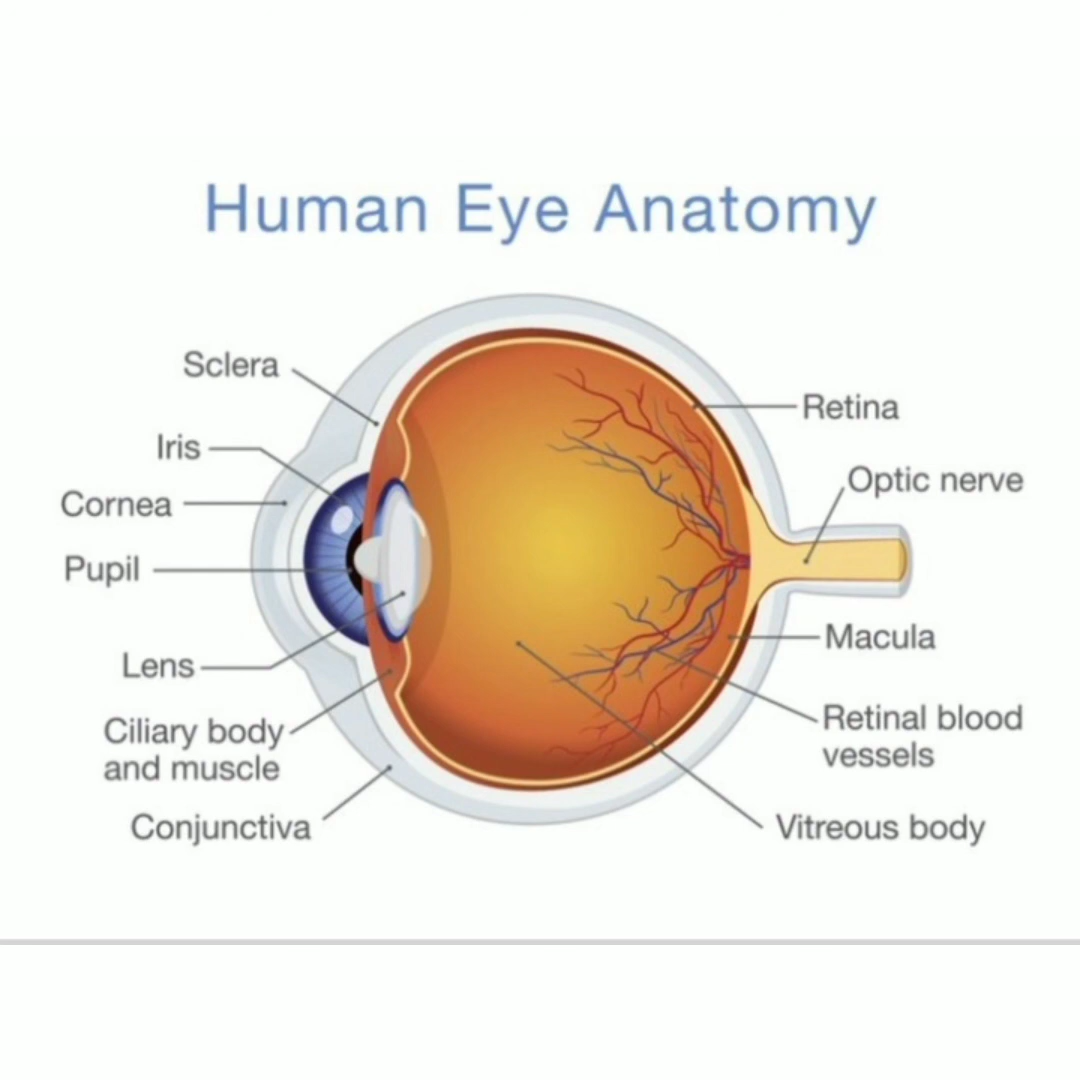 Human Eye Anatomy
Sclera
Iris
Cornea
Pupil
Lens
Ciliary body
and muscle
Conjunctiva
Retina
Optic nerve
Macula
Retinal blood
vessels
Vitreous body